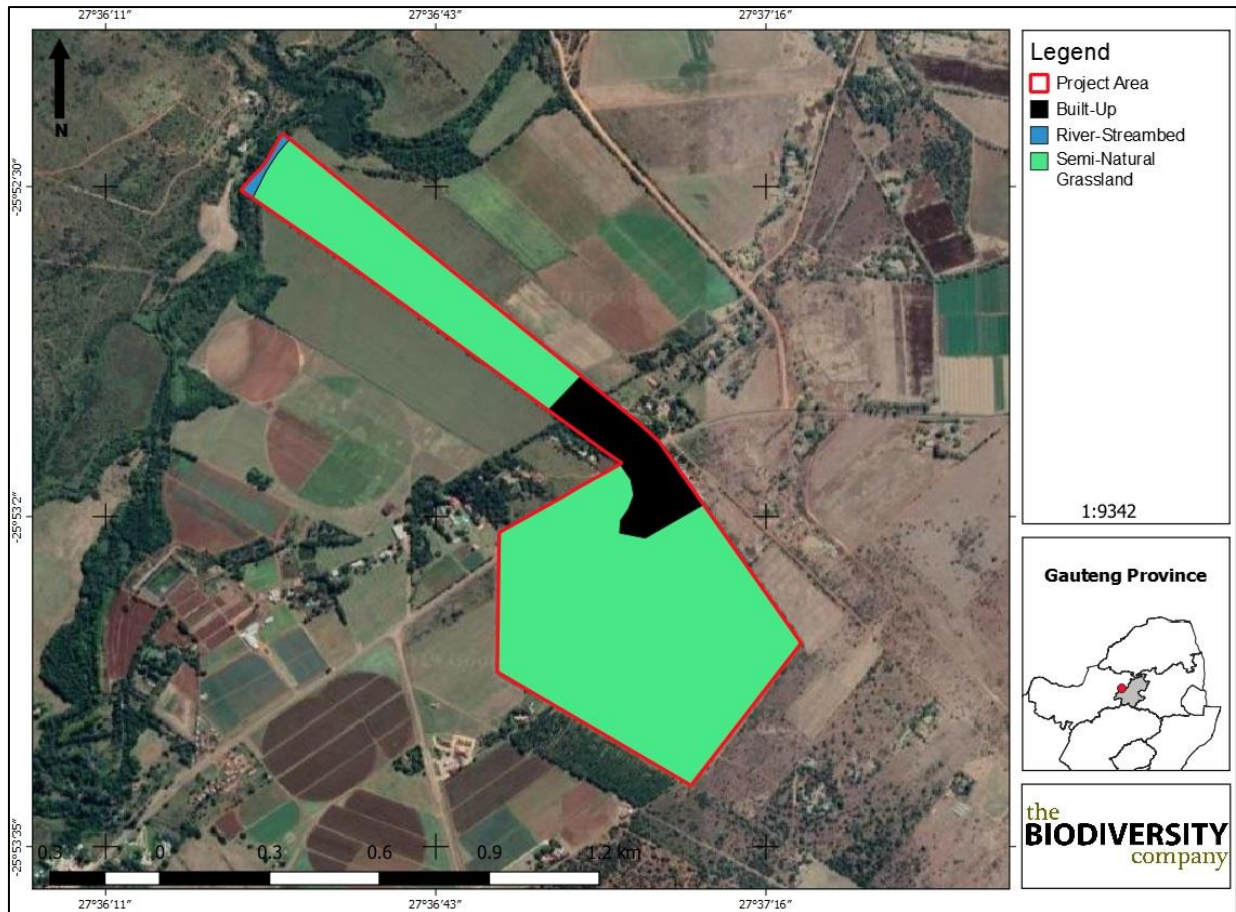 27°36'11" 27°36'43" 27°37'16"
N
-25°52'30"
-25°53'2"
-25°53'35"
0.3 0 0.3 0.6 0.9 1.2 km
27°36'11" 27°36'43" 27°37'16"
Legend
Project Area
Built-Up
River-Streambed
Semi-Natural
Grassland
1:9342
Gauteng Province
the
BIODIVERSITY
company